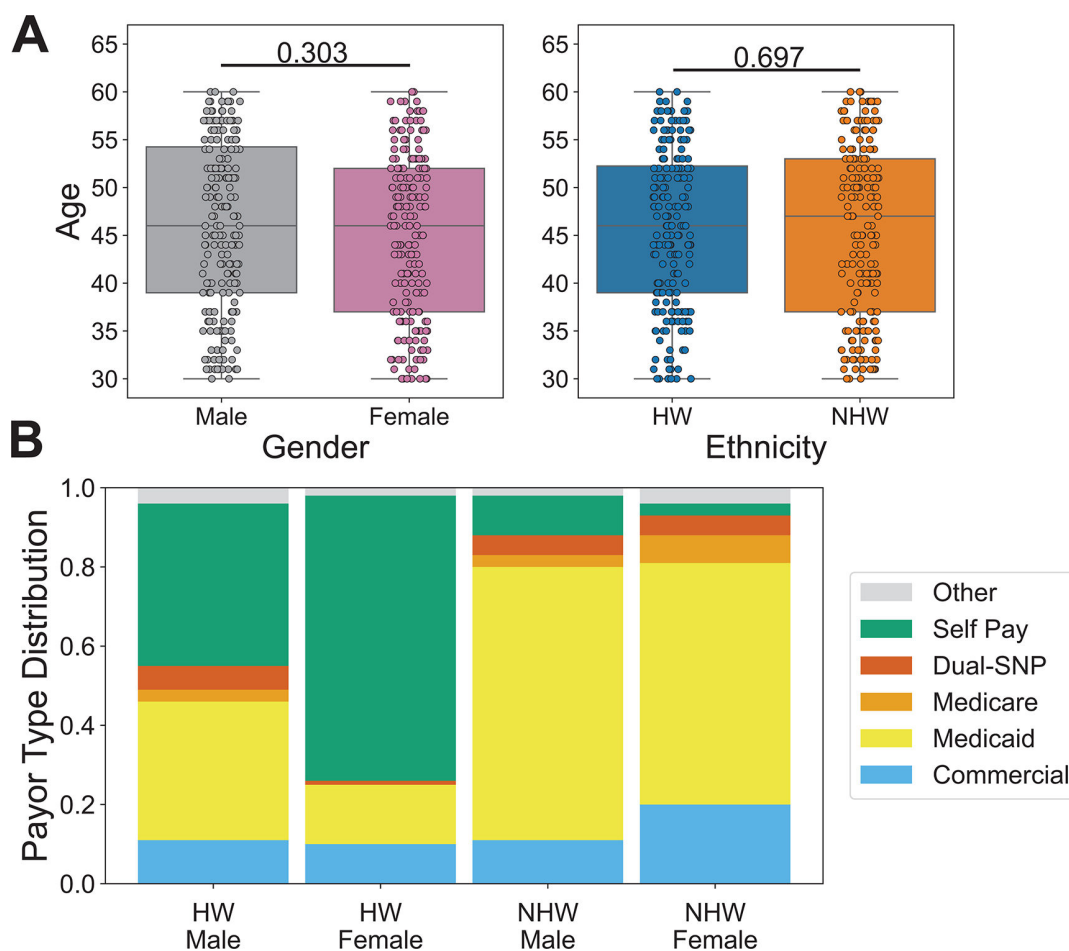 A
0.303
0.697
65
60
55
50
45
40
35
30
Age
65
60
55
50
45
40
35
30
Male
Female
HW
NHW
Gender
Ethnicity
B
1.0
0.8
0.6
0.4
0.2
0.0
Payor Type Distribution
Other
Self Pay
Dual-SNP
Medicare
Medicaid
Commercial
HW
Male
HW
Female
NHW
Male
NHW
Female